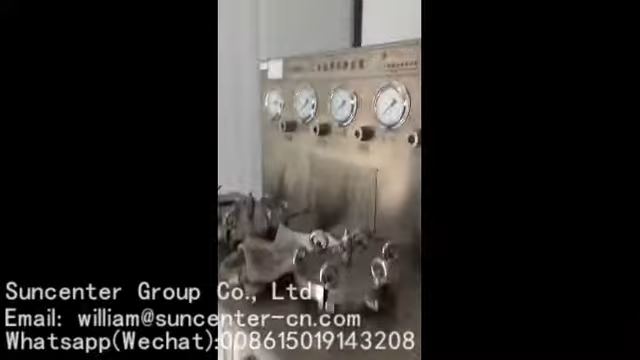 Suncenter Group Co., Ltd
Email: william@suncenter-cn.com
Whatsapp(Wechat):008615019143208